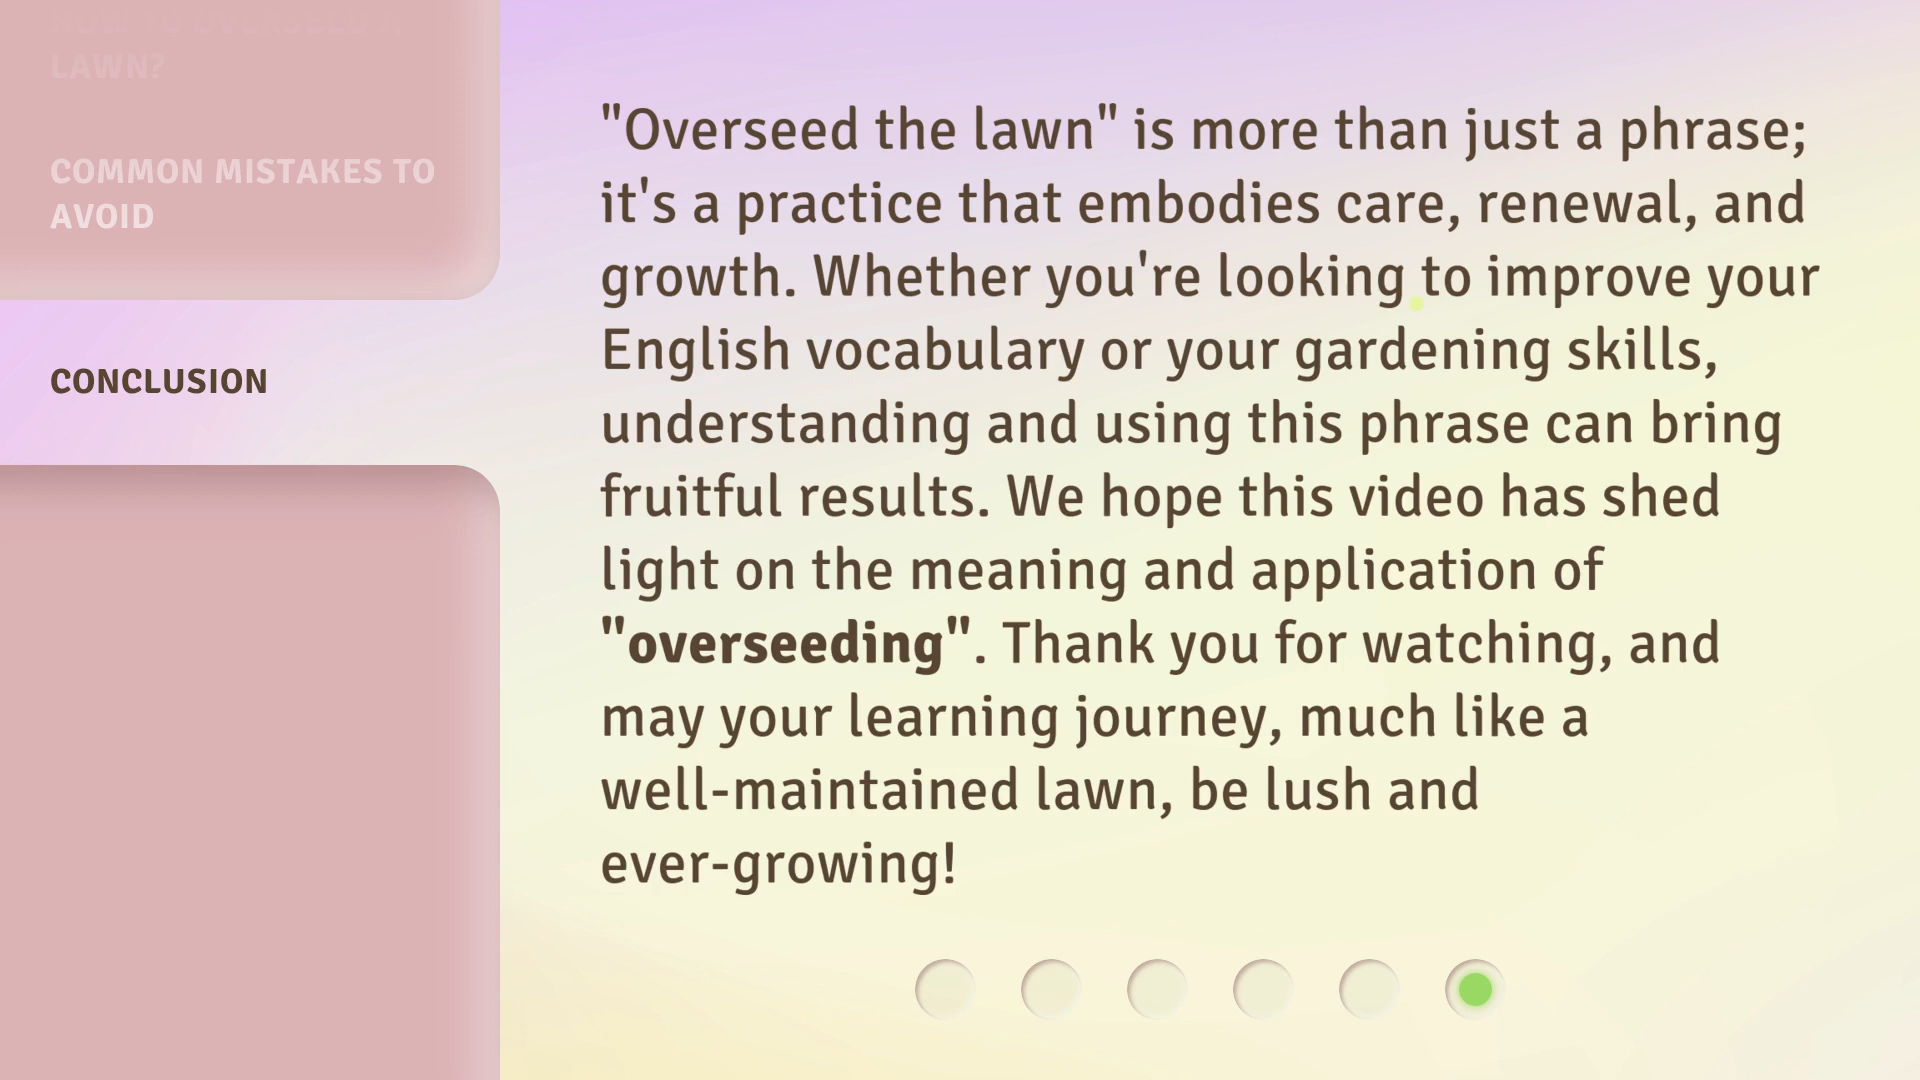 LAWN?
COMMON MISTAKES TO
AVOID
CONCLUSION
"Overseed the lawn" is more than just a phrase;
it's a practice that embodies care, renewal, and
growth. Whether you're looking to improve your
English vocabulary or your gardening skills,
understanding and using this phrase can bring
fruitful results. We hope this video has shed
light on the meaning and application of
"overseeding". Thank you for watching, and
may your learning journey, much like a
well-maintained lawn, be lush and
ever-growing!